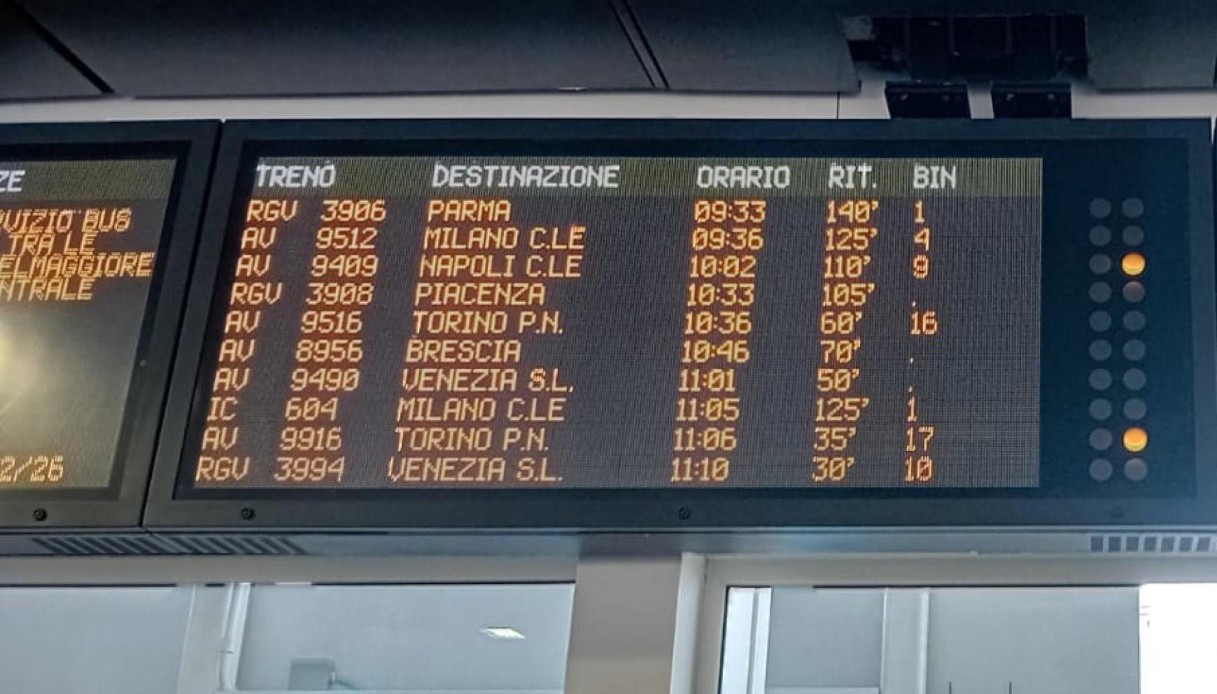 ZE
VIZIO BUS
TRA LE
ELMAGGIORE
NTRALE
2/26
TRENO DESTINAZIONE ORARIO RIT. BIN
RGV 3906 PARMA 09:33 140' 1
AV 9512 MILANO C.LE 09:36 125' 4
AV 9409 NAPOLI C.LE 10:02 110' 9
RGV 3908 PIACENZA 10:33 105' .
AV 9516 TORINO P.N. 10:36 60' 16
AV 8956 BRESCIA 10:46 70' .
AV 9490 VENEZIA S.L. 11:01 50' .
IC 604 MILANO C.LE 11:05 125' 1
AV 9916 TORINO P.N. 11:06 35' 17
RGV 3994 VENEZIA S.L. 11:10 30' 10